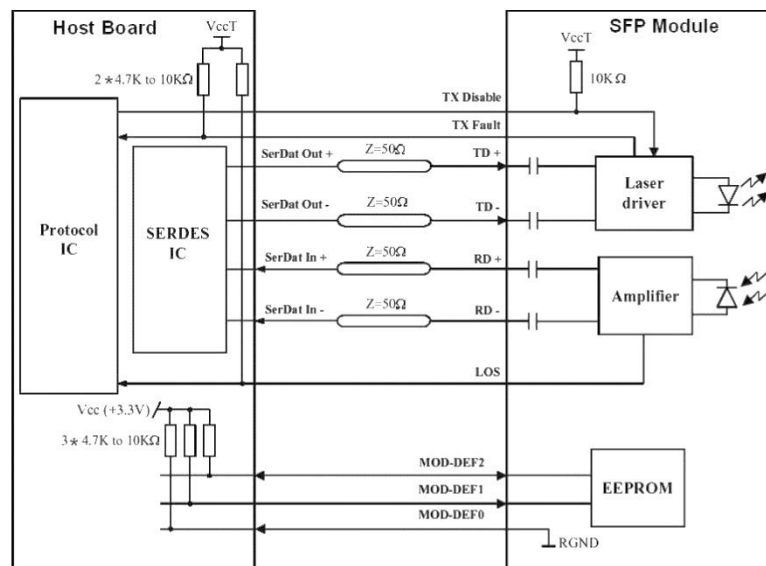 Host Board
SFP Module
VccT
VccT
2*4.7K to 10KΩ
10KΩ
TX Disable
TX Fault
SerDat Out +
Z=50Ω
TD +
SerDat Out -
Z=50Ω
TD -
Laser
driver
Protocol
IC
SERDES
IC
SerDat In +
Z=50Ω
RD +
SerDat In -
Z=50Ω
RD -
Amplifier
LOS
Vcc (+3.3V)
3*4.7K to 10KΩ
MOD-DEF2
MOD-DEF1
MOD-DEF0
EEPROM
RGND